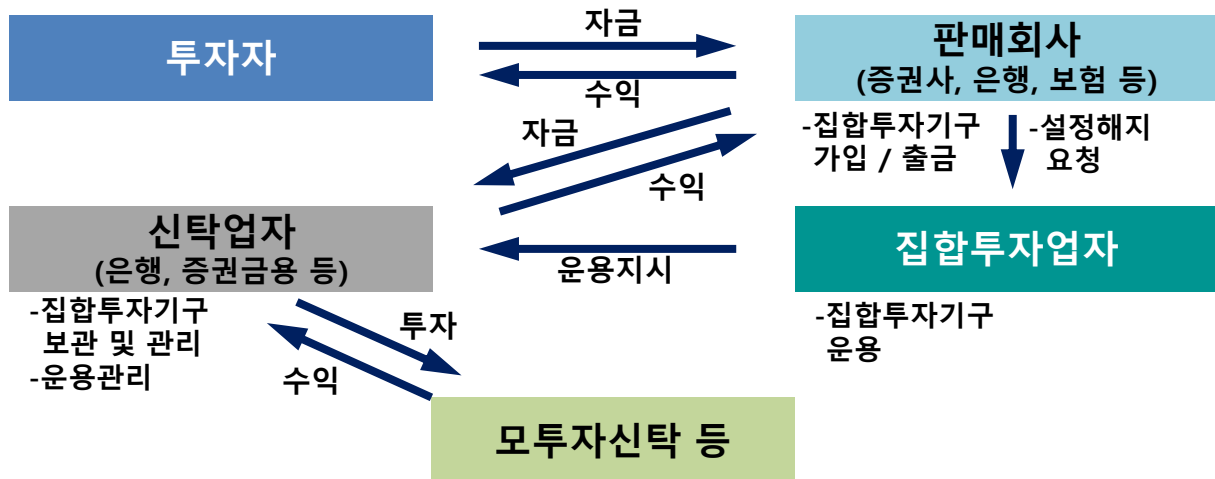 투자자
자금
수익
판매회사
(증권사, 은행, 보험 등)
-집합투자기구
가입 / 출금
-설정해지
요청
자금
수익
신탁업자
(은행, 증권금용 등)
-집합투자기구
보관 및 관리
-운용관리
운용지시
집합투자업자
-집합투자기구
운용
투자
수익
모투자신탁 등